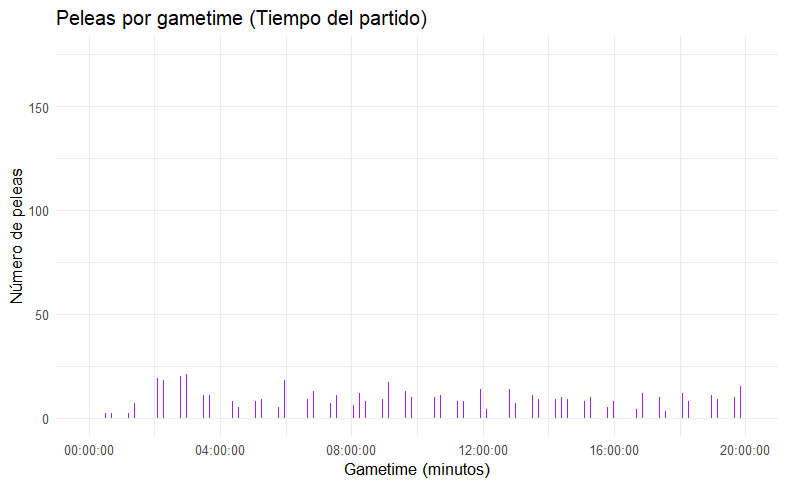 Peleas por gametime (Tiempo del partido)
Número de peleas
150
100
50
0
00:00:00 04:00:00 08:00:00 12:00:00 16:00:00 20:00:00
Gametime (minutos)